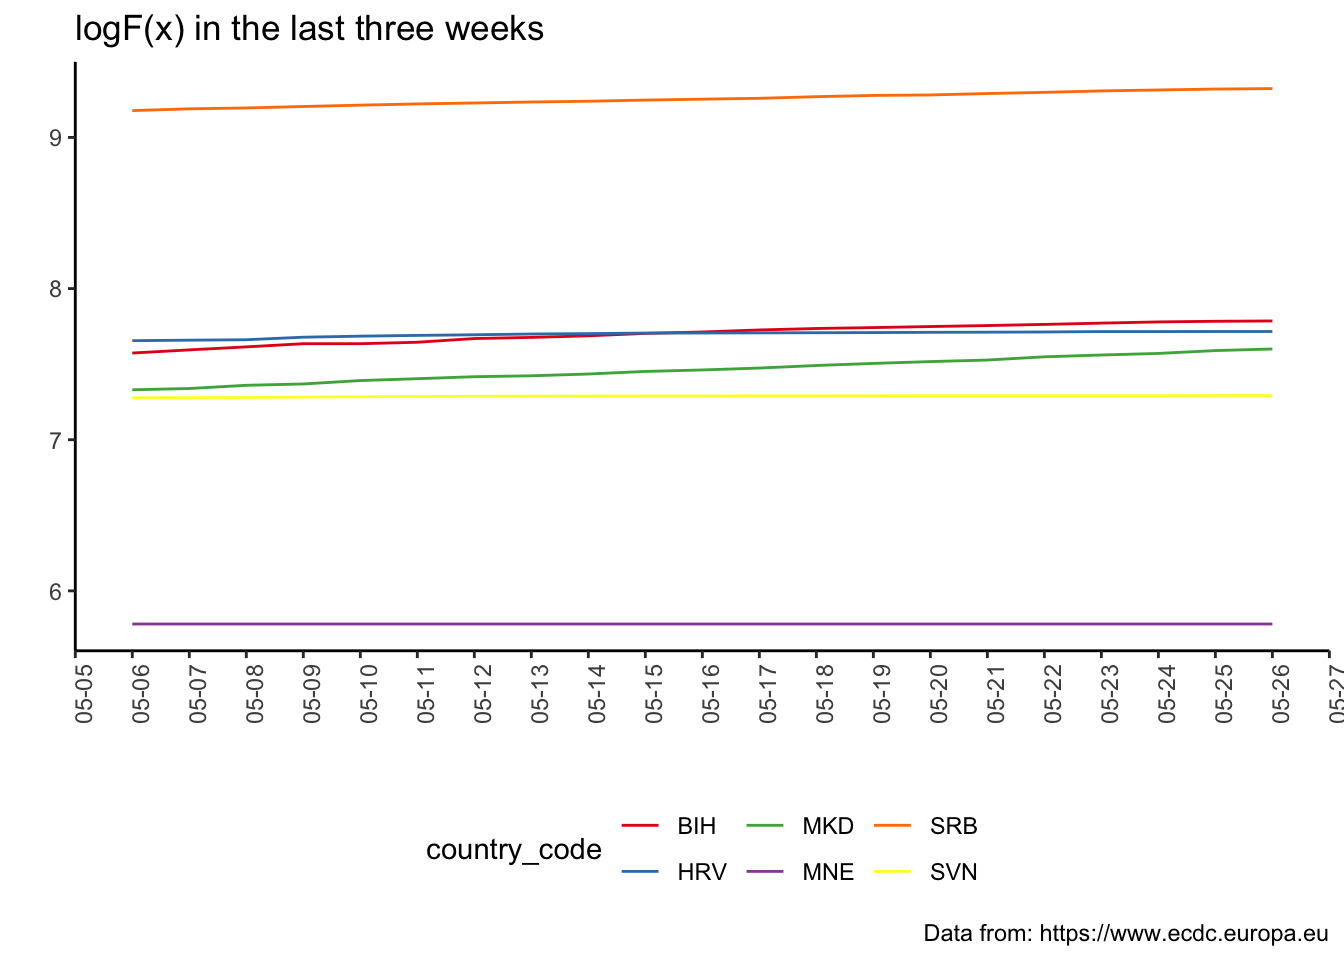 logF(x) in the last three weeks
9
8
7
6
05-05 05-06 05-07 05-08 05-09 05-10 05-11 05-12 05-13 05-14 05-15 05-16 05-17 05-18 05-19 05-20 05-21 05-22 05-23 05-24 05-25 05-26 05-27
country_code
BIH MKD SRB
HRV MNE SVN
Data from: https://www.ecdc.europa.eu